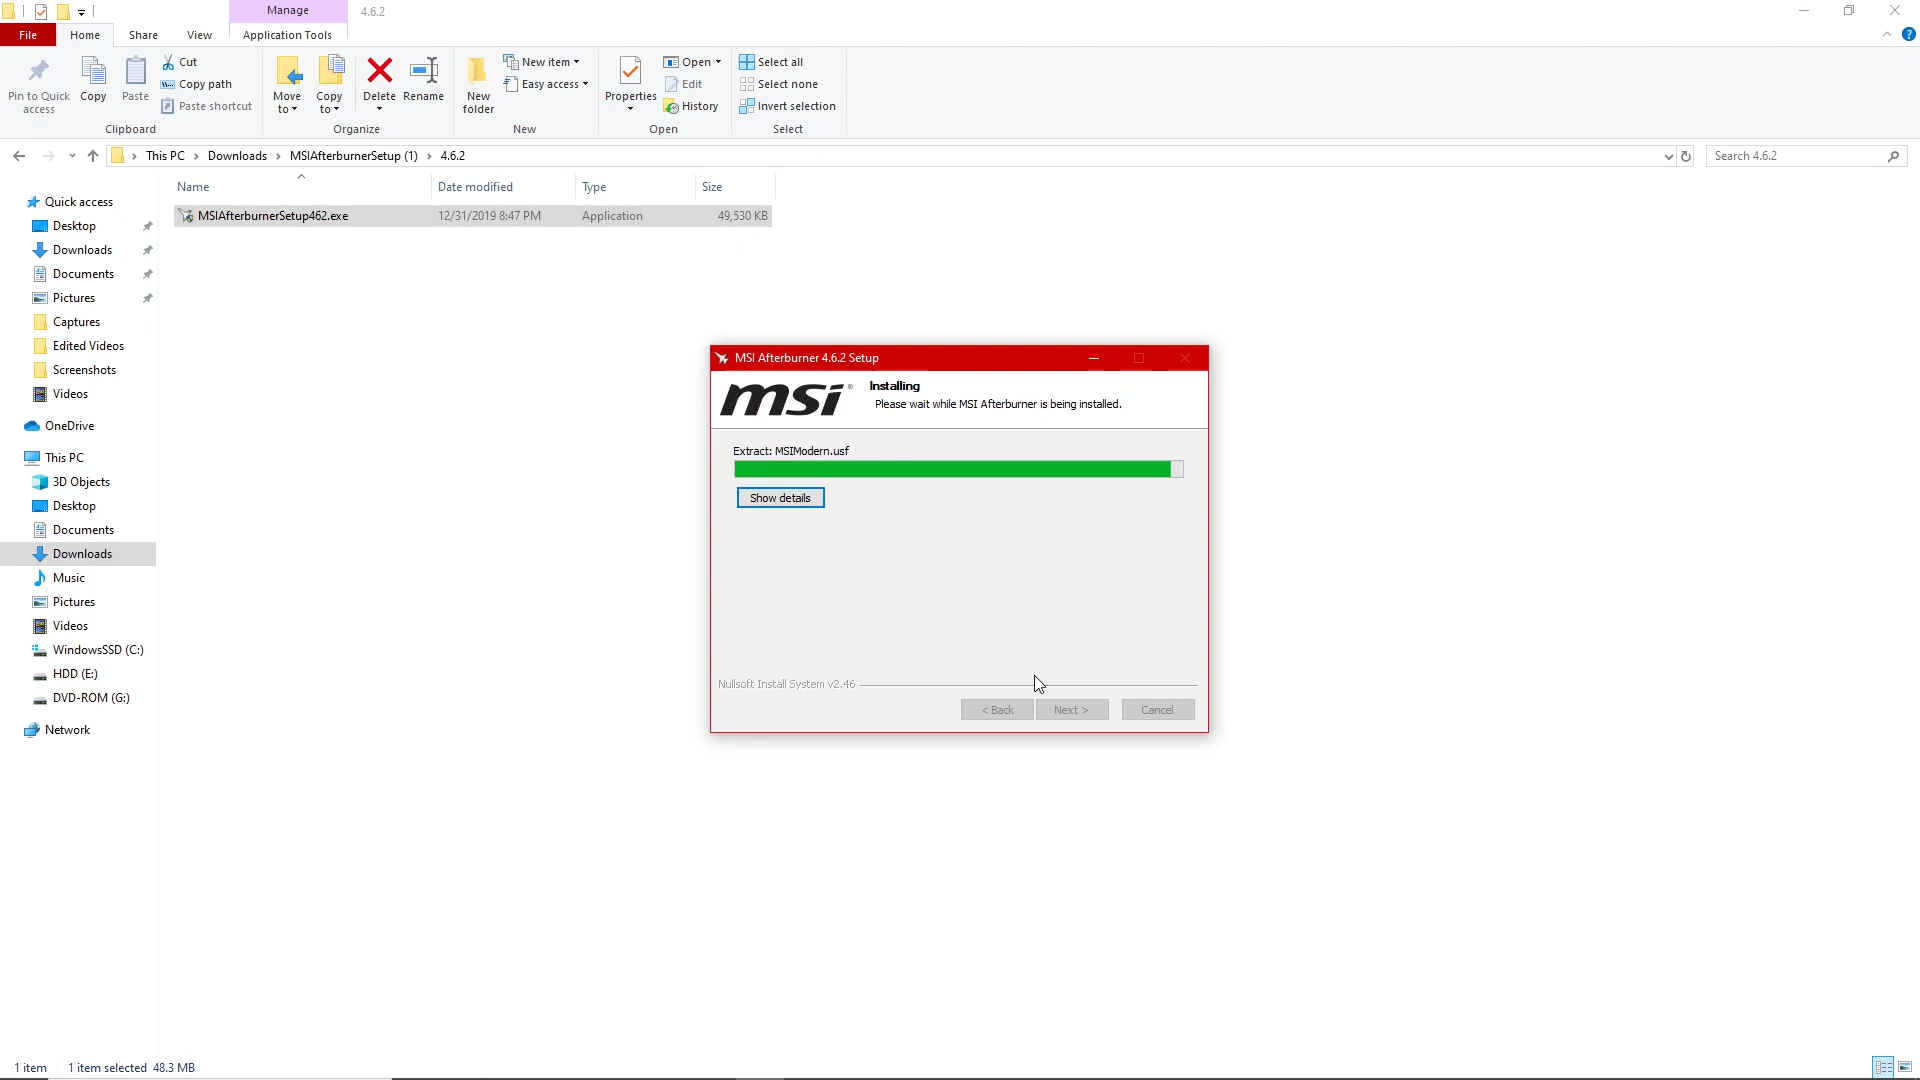 Manage
4.6.2
File
Home
Share
View
Application Tools
Pin to Quick
access
Copy
Paste
Cut
Copy path
Paste shortcut
Clipboard
Move
to
Copy
to
Delete
Rename
Organize
New
folder
New item
Easy access
New
Properties
Open
Edit
History
Open
Select all
Select none
Invert selection
Select
This PC
Downloads
MSIAfterburnerSetup (1)
4.6.2
Search 4.6.2
Name
Date modified
Type
Size
MSIAfterburnerSetup462.exe
12/31/2019 8:47 PM
Application
49,530 KB
Quick access
Desktop
Downloads
Documents
Pictures
Captures
Edited Videos
Screenshots
Videos
OneDrive
This PC
3D Objects
Desktop
Documents
Downloads
Music
Pictures
Videos
WindowsSSD (C:)
HDD (E:)
DVD-ROM (G:)
Network
MSI Afterburner 4.6.2 Setup
msi®
Installing
Please wait while MSI Afterburner is being installed.
Extract: MSIModern.usf
Show details
Nullsoft Install System v2.46
< Back
Next >
Cancel
1 item
1 item selected 48.3 MB